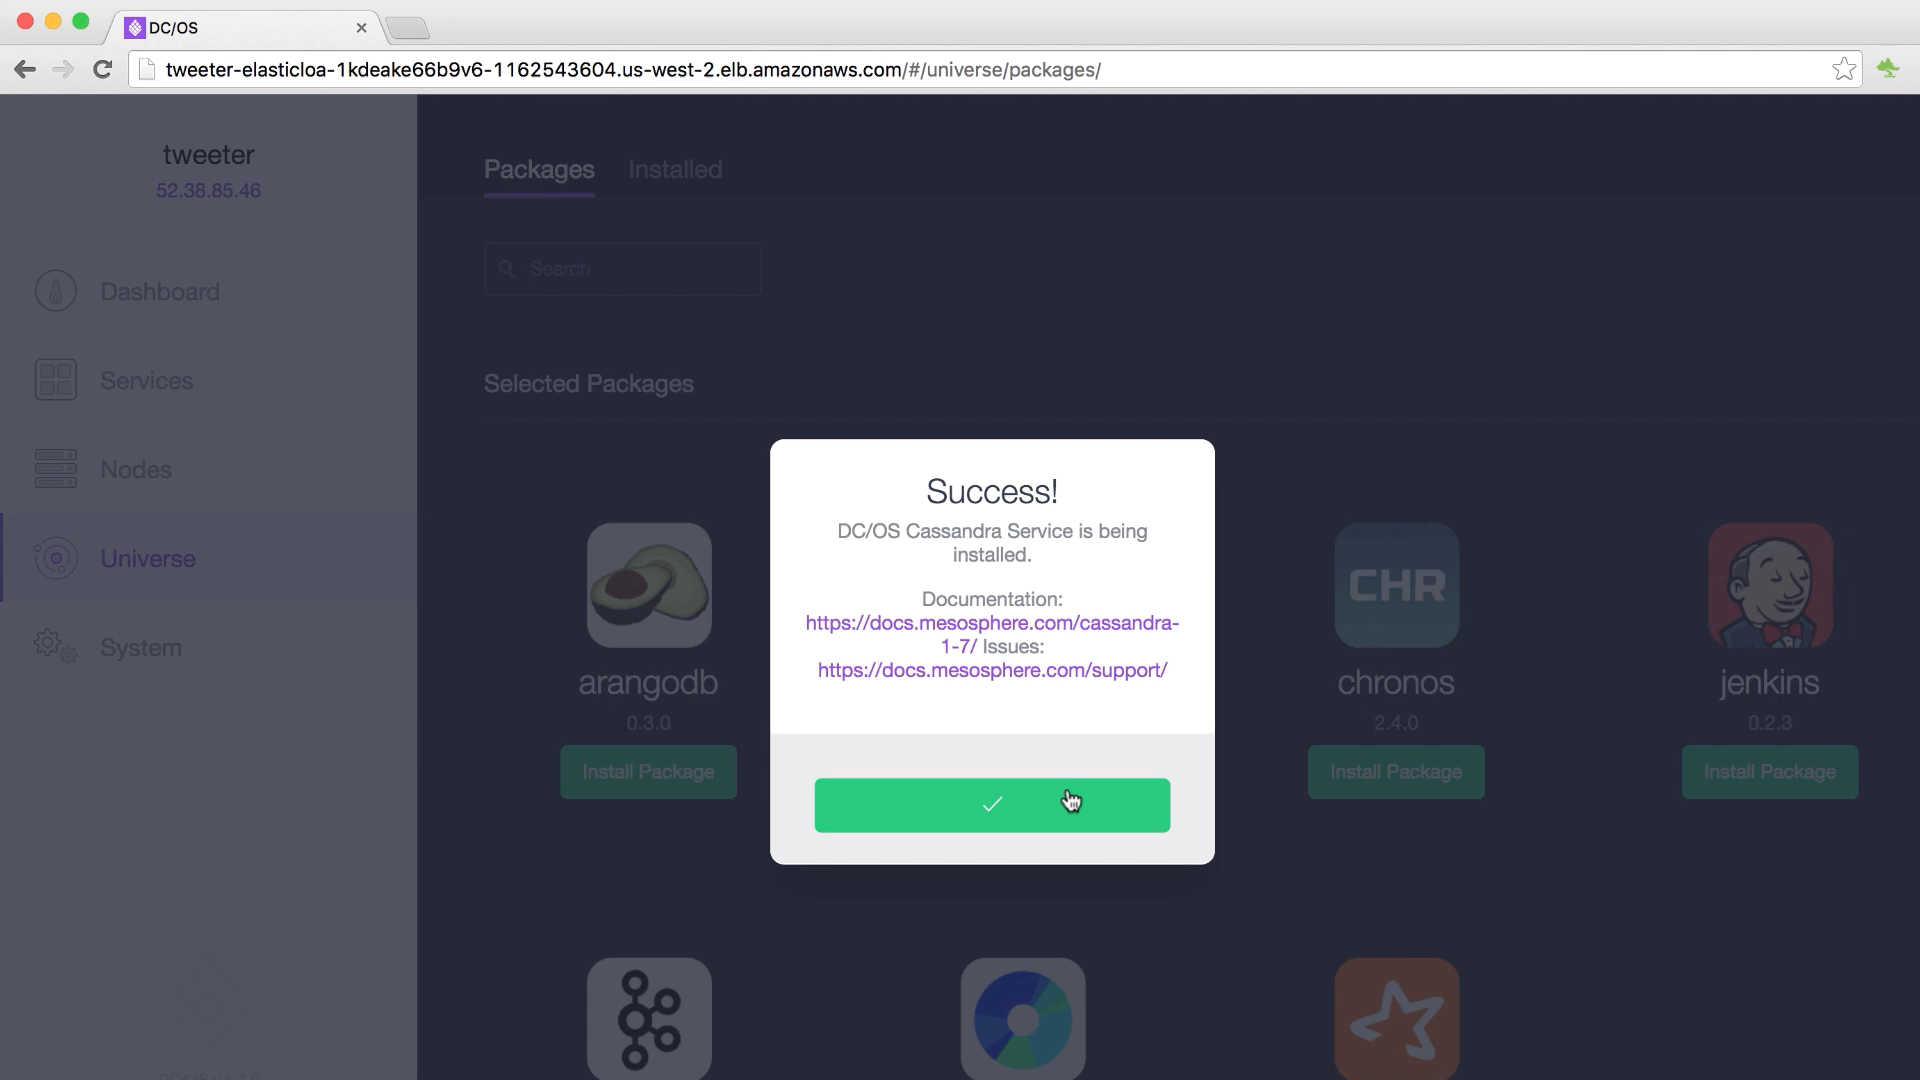 DC/OS
tweeter-elasticloa-1kdeake66b9v6-1162543604.us-west-2.elb.amazonaws.com/#/universe/packages/
tweeter
52.38.85.46
Dashboard
Services
Nodes
Universe
System
Packages Installed
Search
Selected Packages
arangodb
0.3.0
Install Package
CHR
chronos
2.4.0
Install Package
jenkins
0.2.3
Install Package
Success!
DC/OS Cassandra Service is being
installed.
Documentation:
https://docs.mesosphere.com/cassandra-
1-7/ Issues:
https://docs.mesosphere.com/support/